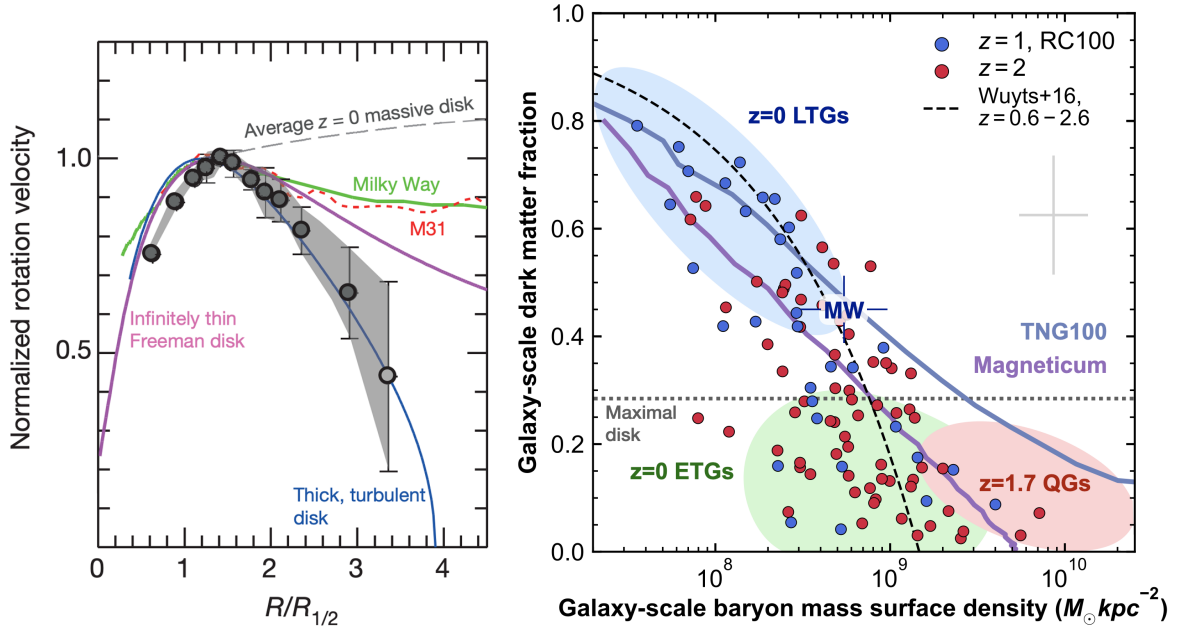 Normalized rotation velocity
1.0
0.5
0
1
2
3
4
R/R1/2
Average z = 0 massive disk
Milky Way
M31
Infinitely thin
Freeman disk
Thick, turbulent
disk
Galaxy-scale dark matter fraction
1.0
0.8
0.6
0.4
0.2
0.0
z = 1, RC100
z = 2
Wuyts+16,
z = 0.6 − 2.6
z=0 LTGs
MW
TNG100
Magneticum
Maximal
disk
z=0 ETGs
z=1.7 QGs
10^8
10^9
10^10
Galaxy-scale baryon mass surface density (M☉kpc^−2)